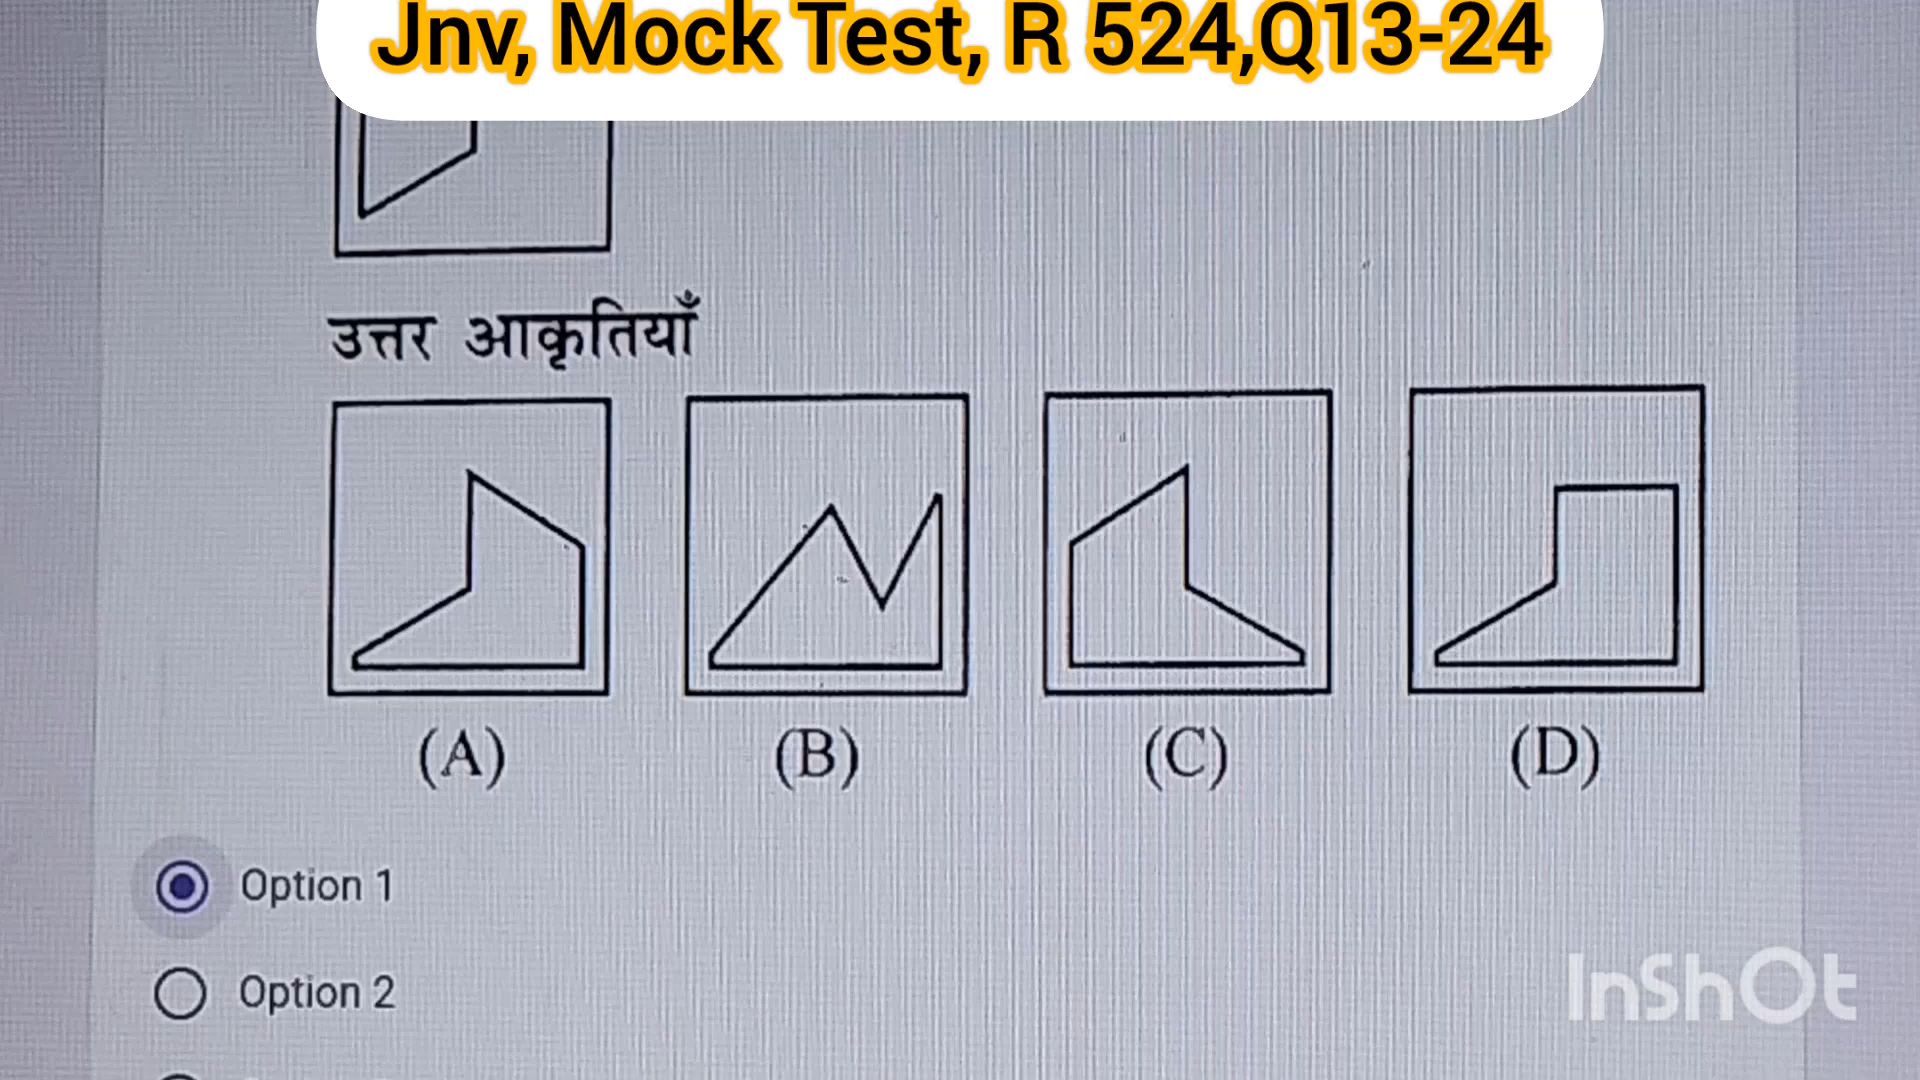 Jnv, Mock Test, R 524,Q13-24
उत्तर आकृतियाँ
(A) (B) (C) (D)
Option 1
Option 2
InShOt